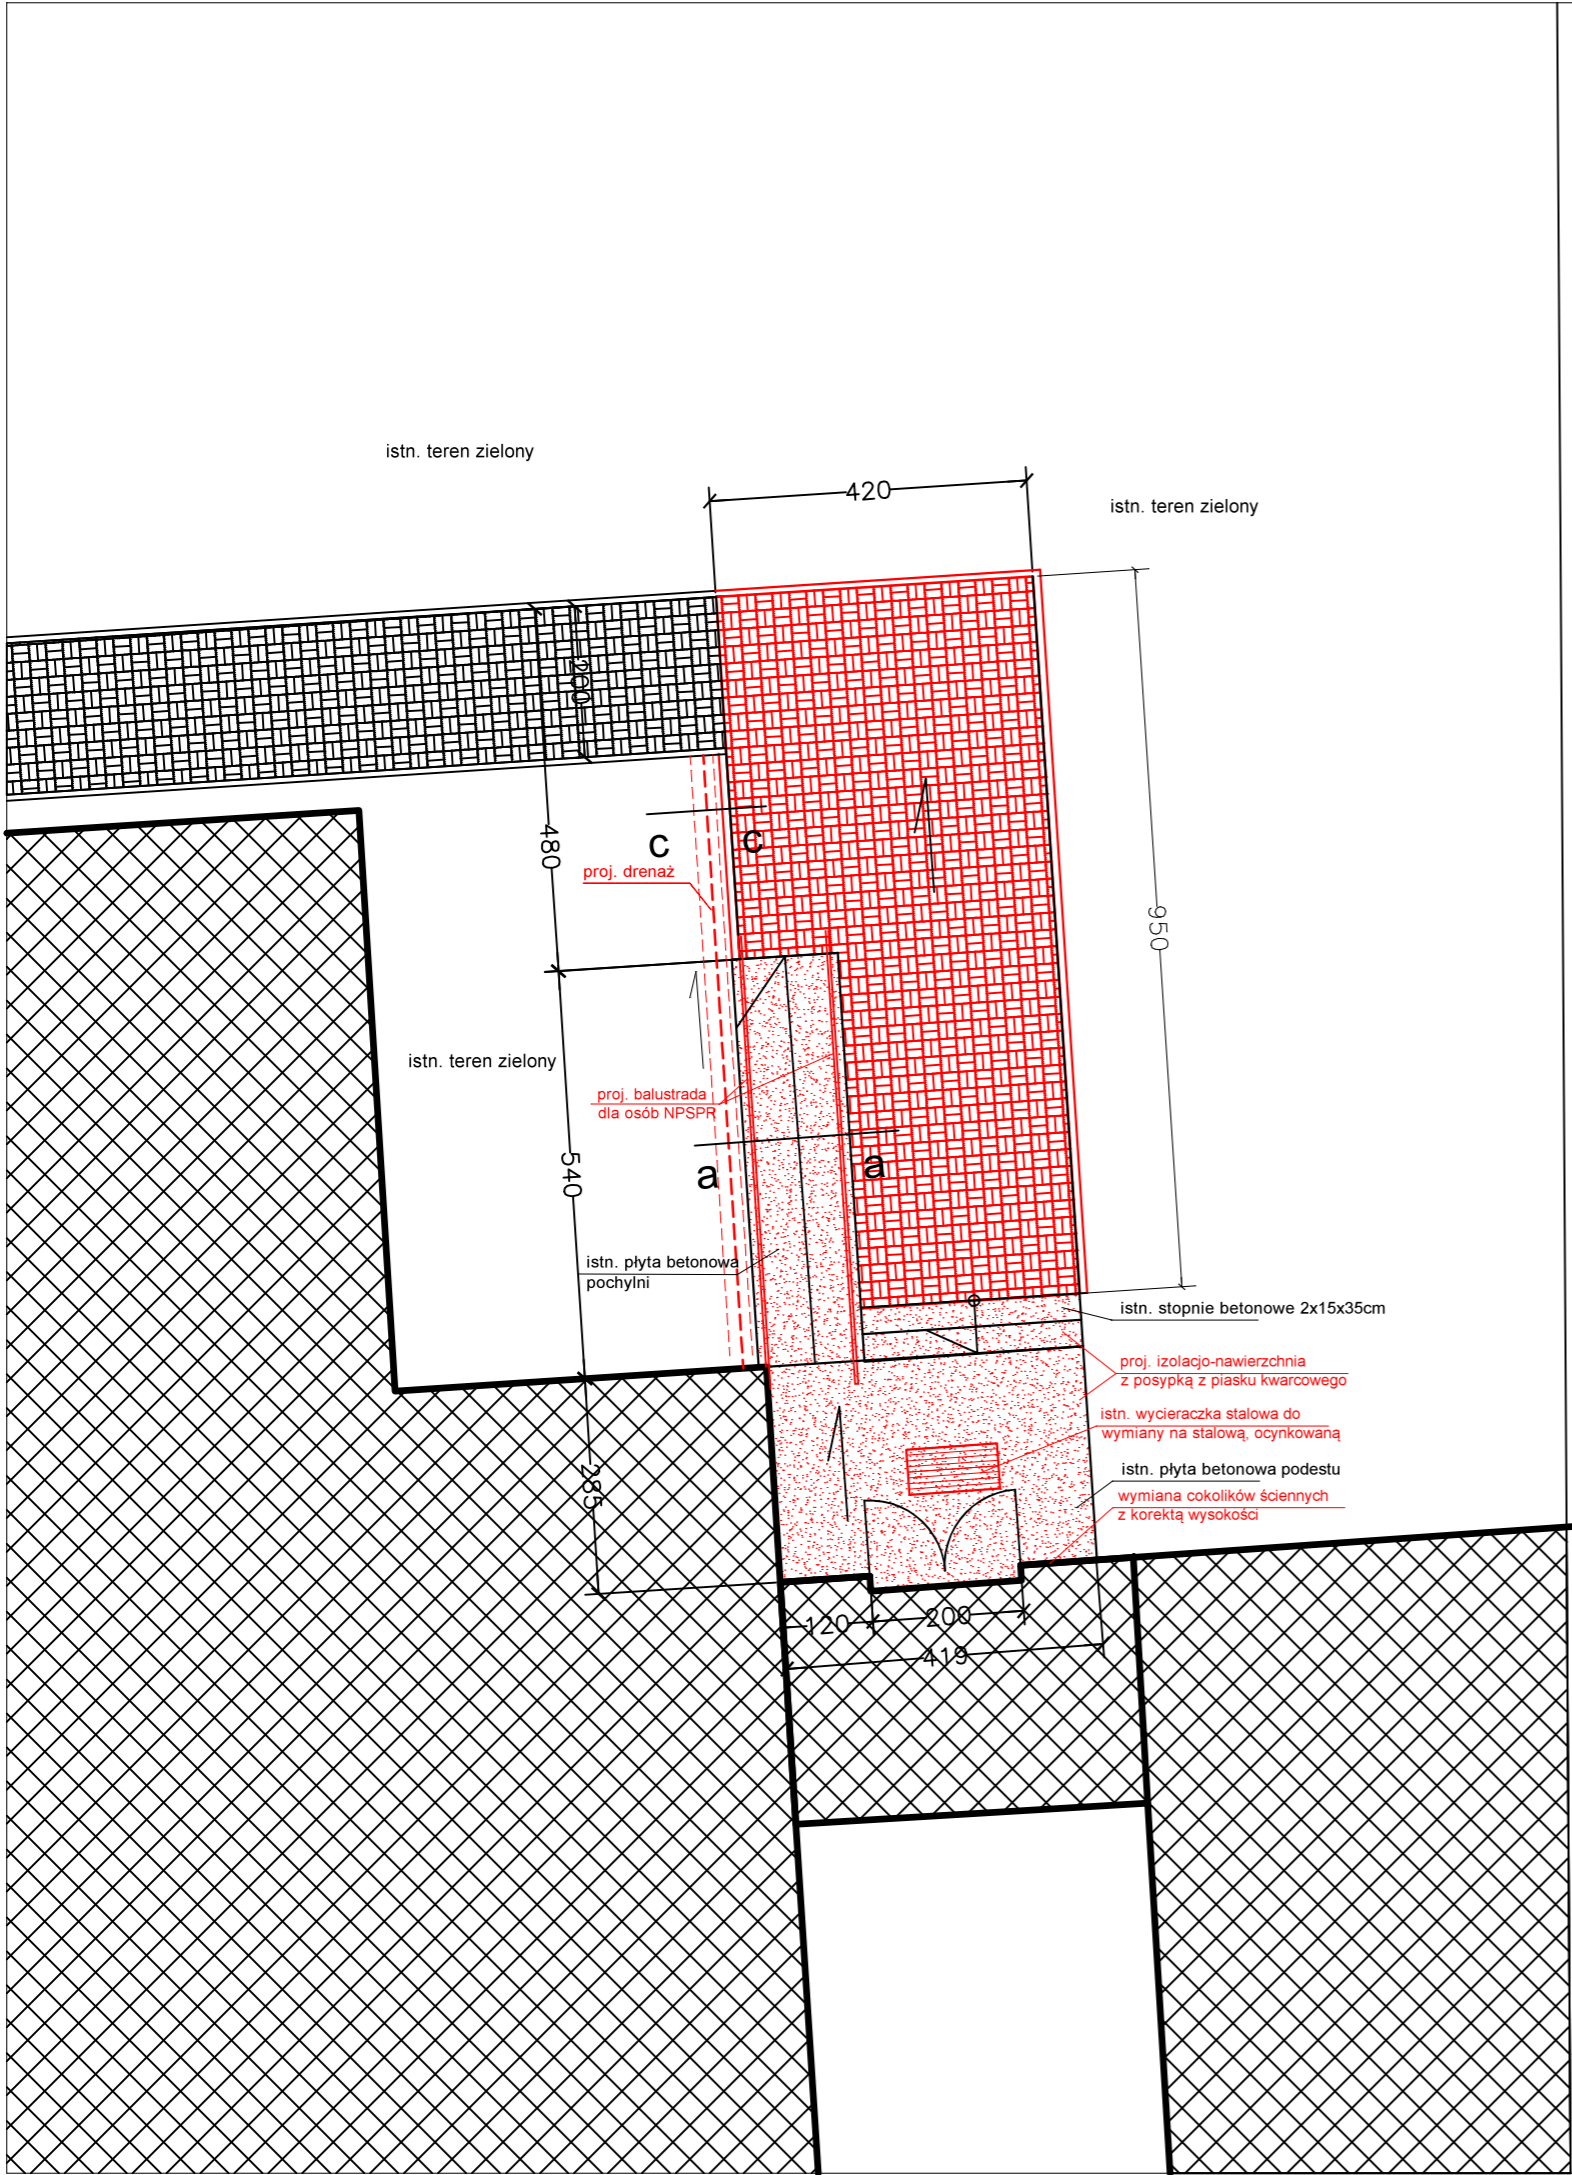 istn. teren zielony
420
istn. teren zielony
200
480
c
c
proj. drenaż
950
istn. teren zielony
proj. balustrada
dla osób NPSPR
a
a
540
istn. płyta betonowa
pochylni
istn. stopnie betonowe 2x15x35cm
proj. izolacjo-nawierzchnia
z posypką z piasku kwarcowego
istn. wycieraczka stalowa do
wymiany na stalową, ocynkowaną
istn. płyta betonowa podestu
285
wymiana cokolików ściennych
z korektą wysokości
120
200
419